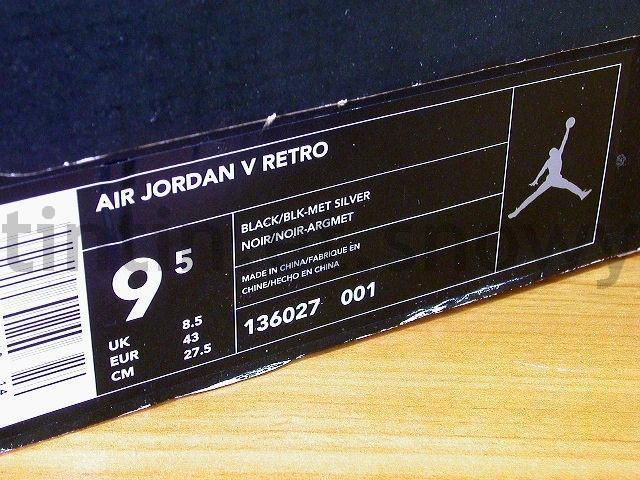 AIR JORDAN V RETRO
9 5
UK 8.5
EUR 43
CM 27.5
BLACK/BLK-MET SILVER
NOIR/NOIR-ARGMET
MADE IN CHINA/FABRIQUE EN
CHINE/HECHO EN CHINA
136027 001